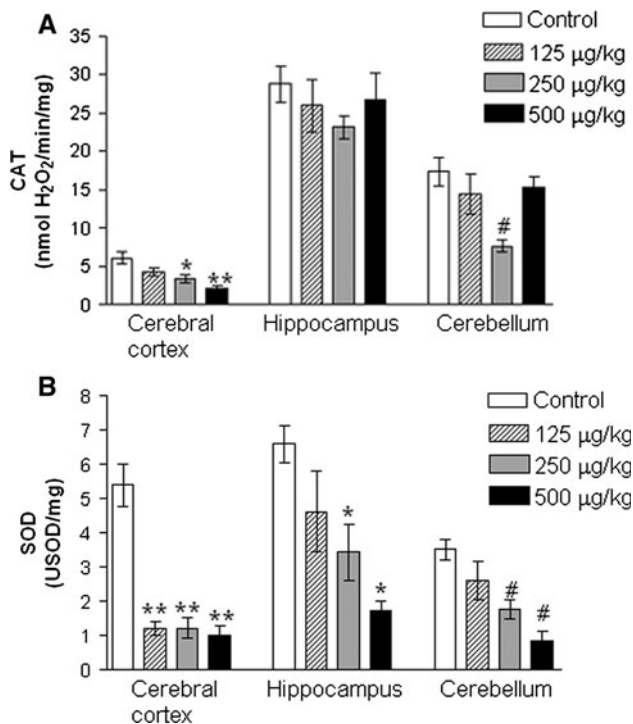 A
Control
125 µg/kg
250 µg/kg
500 µg/kg
CAT
(nmol H₂O₂/min/mg)
35
30
25
20
15
10
5
0
*
**
#
Cerebral
cortex
Hippocampus
Cerebellum
B
Control
125 µg/kg
250 µg/kg
500 µg/kg
SOD
(USOD/mg)
8
7
6
5
4
3
2
1
0
**
**
**
*
*
#
#
Cerebral
cortex
Hippocampus
Cerebellum